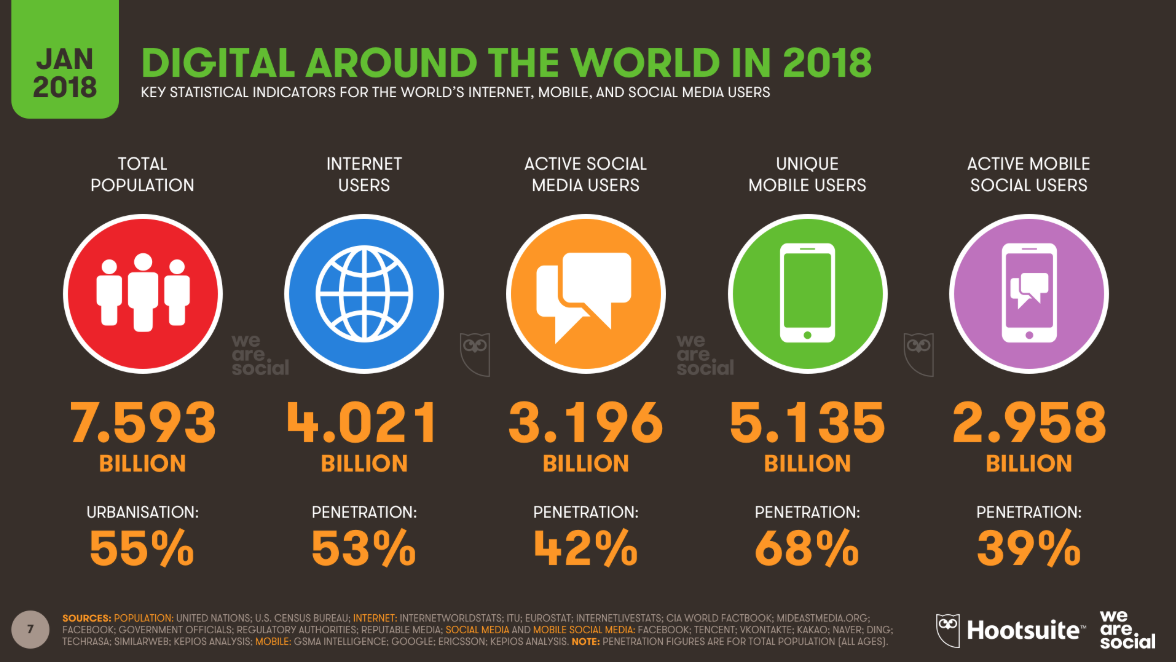 JAN
2018
DIGITAL AROUND THE WORLD IN 2018
KEY STATISTICAL INDICATORS FOR THE WORLD'S INTERNET, MOBILE, AND SOCIAL MEDIA USERS
TOTAL
POPULATION
INTERNET
USERS
ACTIVE SOCIAL
MEDIA USERS
UNIQUE
MOBILE USERS
ACTIVE MOBILE
SOCIAL USERS
we
are
social
we
are
social
7.593
BILLION
4.021
BILLION
3.196
BILLION
5.135
BILLION
2.958
BILLION
URBANISATION:
55%
PENETRATION:
53%
PENETRATION:
42%
PENETRATION:
68%
PENETRATION:
39%
7
SOURCES: POPULATION: UNITED NATIONS; U.S. CENSUS BUREAU; INTERNET: INTERNETWORLDSTATS; ITU; EUROSTAT; INTERNETLIVESTATS; CIA WORLD FACTBOOK; MIDEASTMEDIA.ORG;
FACEBOOK; GOVERNMENT OFFICIALS; REGULATORY AUTHORITIES; REPUTABLE MEDIA; SOCIAL MEDIA AND MOBILE SOCIAL MEDIA: FACEBOOK; TENCENT; VKONTAKTE; KAKAO; NAVER; DING;
TECHRASA; SIMILARWEB; KEPIOS ANALYSIS; MOBILE: GSMA INTELLIGENCE; GOOGLE; ERICSSON; KEPIOS ANALYSIS. NOTE: PENETRATION FIGURES ARE FOR TOTAL POPULATION (ALL AGES).
Hootsuite™
we
are
social